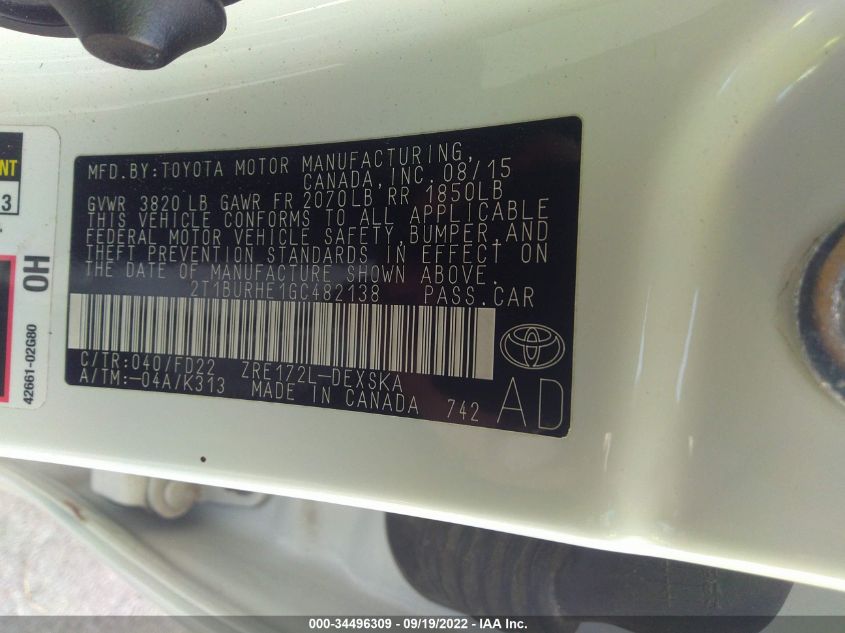 MFD.BY:TOYOTA MOTOR MANUFACTURING,
CANADA, INC. 08/15
GVWR 3820 LB GAWR FR 2070LB RR 1850LB
THIS VEHICLE CONFORMS TO ALL APPLICABLE
FEDERAL MOTOR VEHICLE SAFETY, BUMPER, AND
THEFT PREVENTION STANDARDS IN EFFECT ON
THE DATE OF MANUFACTURE SHOWN ABOVE.
2T1BURHE1GC482138 PASS.CAR
C/TR:040/FD22 ZRE172L-DEXSKA
A/TM:-04A/K313 MADE IN CANADA 742
AD
NT
3
HO
42661-02G80
000-34496309 - 09/19/2022 - IAA Inc.